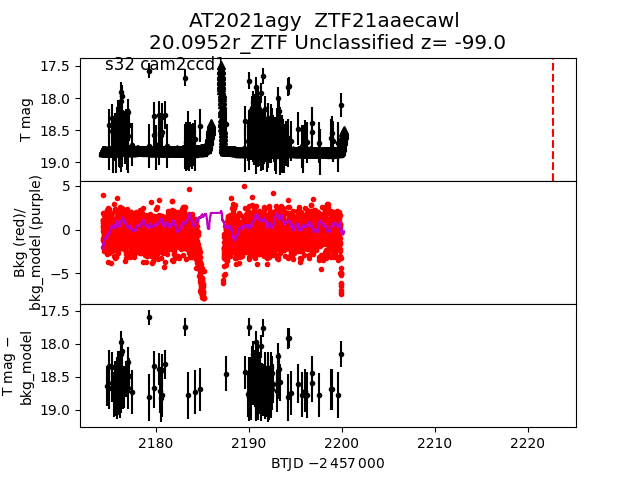 AT2021agy  ZTF21aaecawl
20.0952r_ZTF Unclassified z= -99.0
s32 cam2ccd1
17.5
18.0
18.5
19.0
T mag
5
0
−5
Bkg (red)/
bkg_model (purple)
17.5
18.0
18.5
19.0
T mag −
bkg_model
2180
2190
2200
2210
2220
BTJD −2 457 000